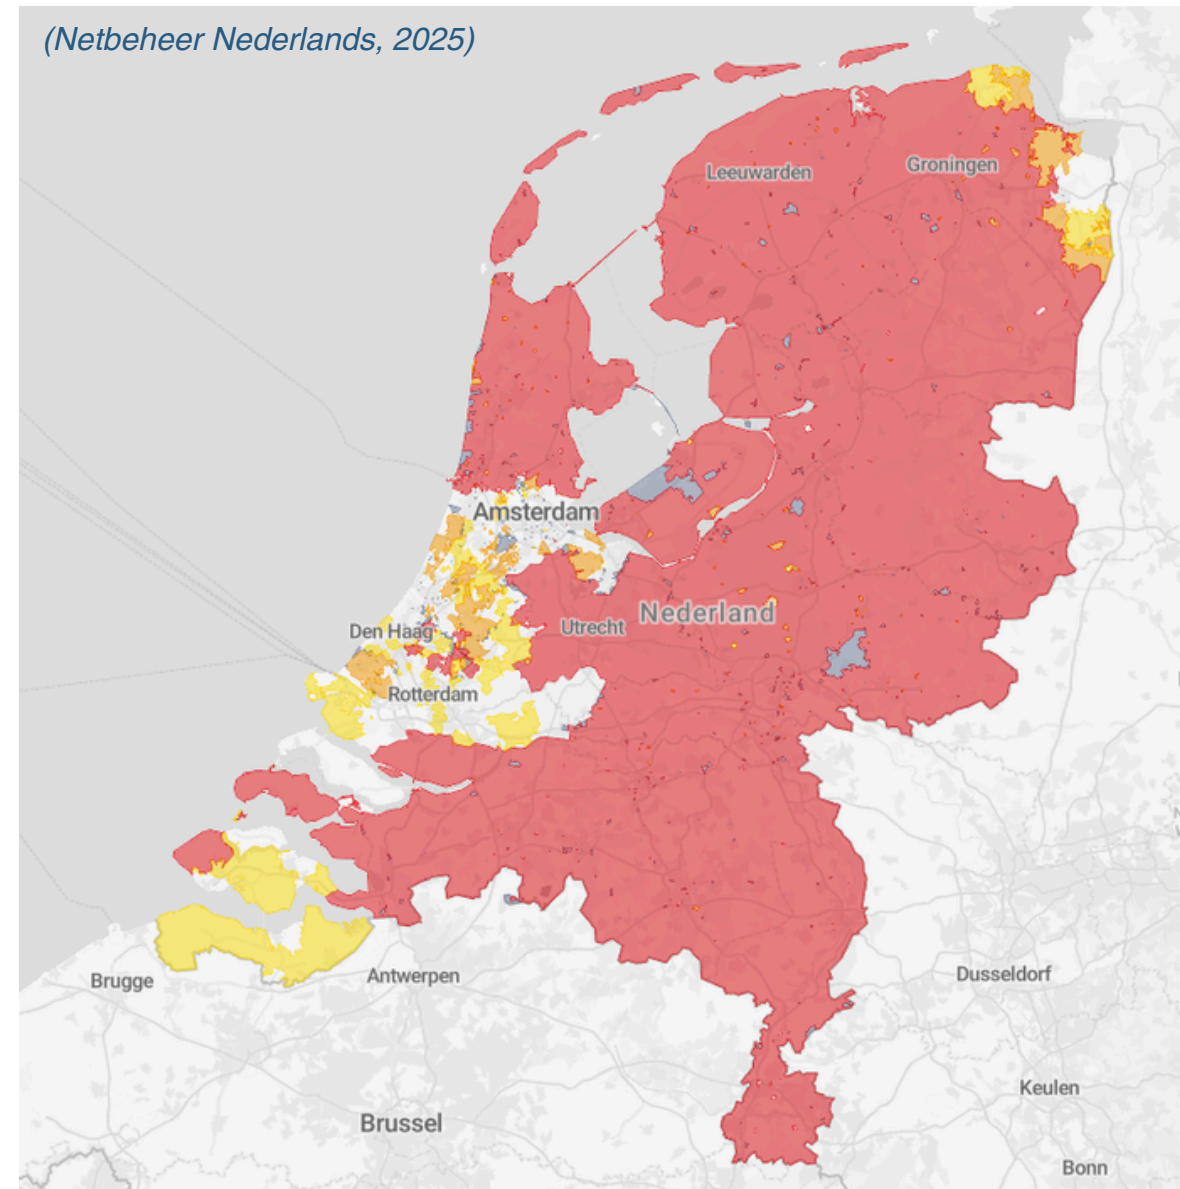 (Netbeheer Nederlands, 2025)
Leeuwarden
Groningen
Amsterdam
Nederland
Den Haag
Utrecht
Rotterdam
Brugge
Antwerpen
Dusseldorf
Keulen
Brussel
Bonn